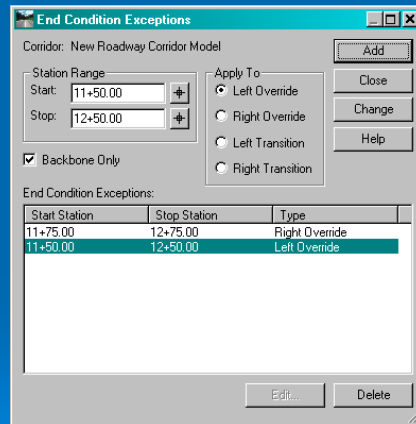 End Condition Exceptions
Corridor: New Roadway Corridor Model
Add
Station Range
Apply To
Start: 11+50.00
Left Override
Close
Stop: 12+50.00
Right Override
Change
Left Transition
Help
Backbone Only
Right Transition
End Condition Exceptions:
Start Station Stop Station Type
11+75.00 12+75.00 Right Override
11+50.00 12+50.00 Left Override
Edit... Delete